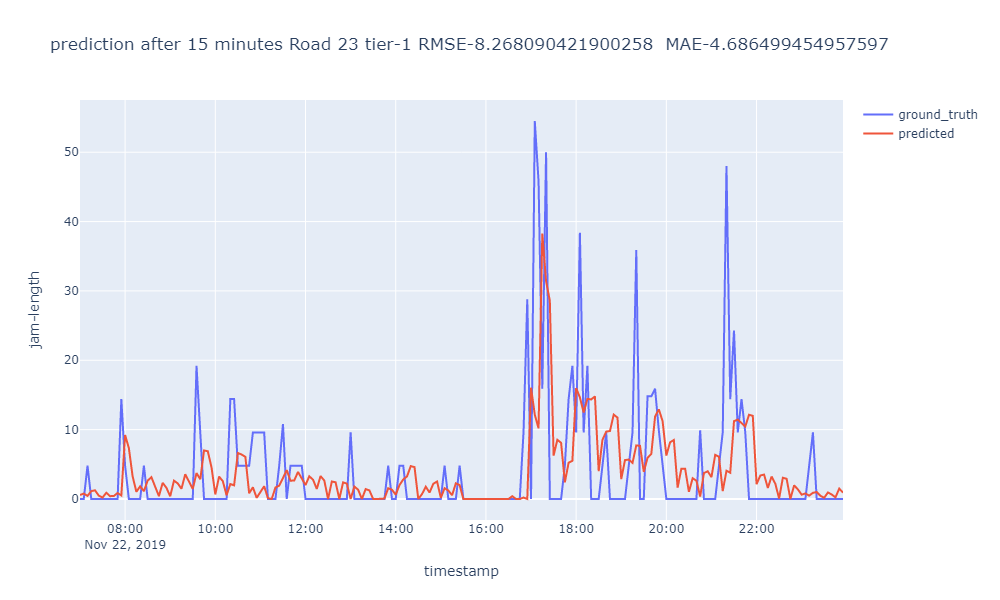 prediction after 15 minutes Road 23 tier-1 RMSE-8.268090421900258  MAE-4.686499454957597
ground_truth
predicted
50
40
30
20
10
0
jam-length
08:00 10:00 12:00 14:00 16:00 18:00 20:00 22:00
Nov 22, 2019
timestamp